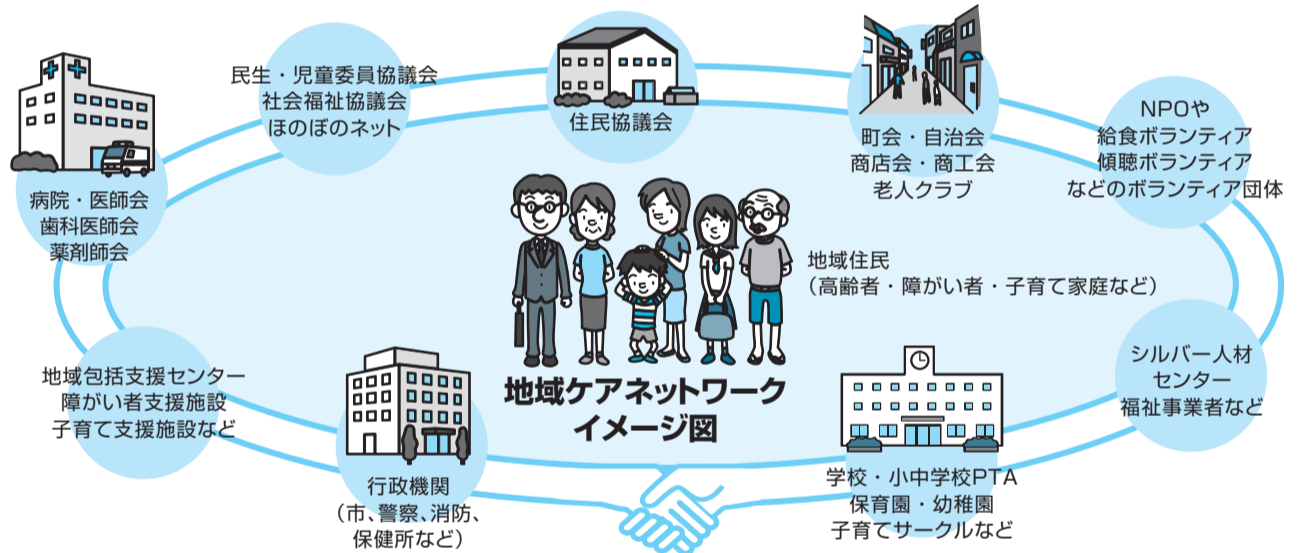 民生・児童委員協議会
社会福祉協議会
ほのぼのネット
住民協議会
町会・自治会
商店会・商工会
老人クラブ
NPOや
給食ボランティア
傾聴ボランティア
などのボランティア団体
病院・医師会
歯科医師会
薬剤師会
地域住民
（高齢者・障がい者・子育て家庭など）
地域ケアネットワーク
イメージ図
シルバー人材
センター
福祉事業者など
地域包括支援センター
障がい者支援施設
子育て支援施設など
行政機関
（市、警察、消防、
保健所など）
学校・小中学校PTA
保育園・幼稚園
子育てサークルなど